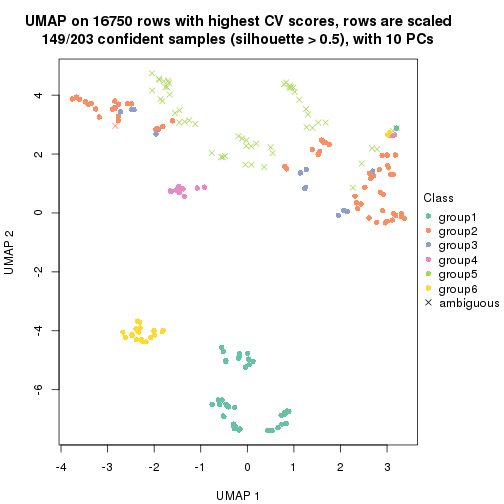 UMAP on 16750 rows with highest CV scores, rows are scaled
149/203 confident samples (silhouette > 0.5), with 10 PCs
4
2
0
-2
-4
-6
UMAP 2
-4
-3
-2
-1
0
1
2
3
UMAP 1
Class
group1
group2
group3
group4
group5
group6
ambiguous